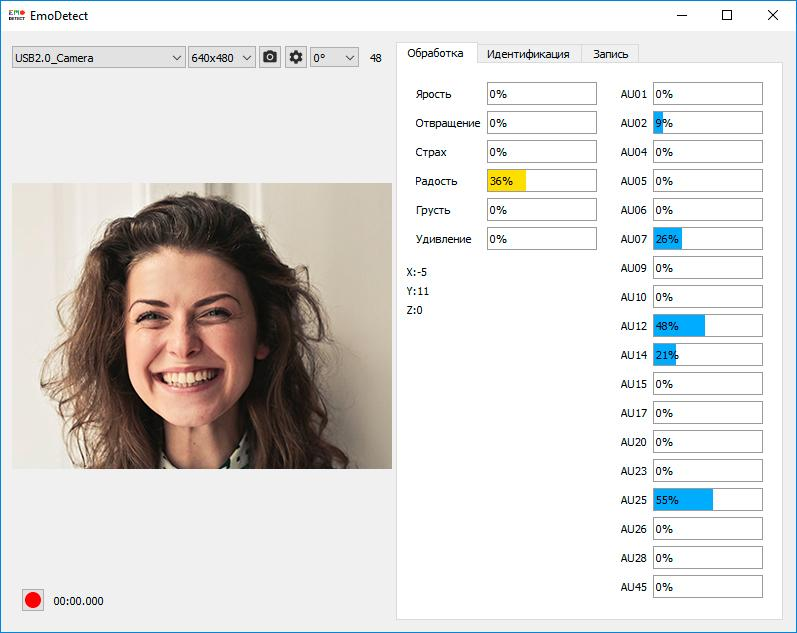 EMO DETECT EmoDetect
USB2.0_Camera 640x480 0° 48
Обработка Идентификация Запись
Ярость 0% AU01 0%
Отвращение 0% AU02 9%
Страх 0% AU04 0%
Радость 36% AU05 0%
Грусть 0% AU06 0%
Удивление 0% AU07 26%
X:-5 AU09 0%
Y:11 AU10 0%
Z:0 AU12 48%
AU14 21%
AU15 0%
AU17 0%
AU20 0%
AU23 0%
AU25 55%
AU26 0%
AU28 0%
AU45 0%
00:00.000